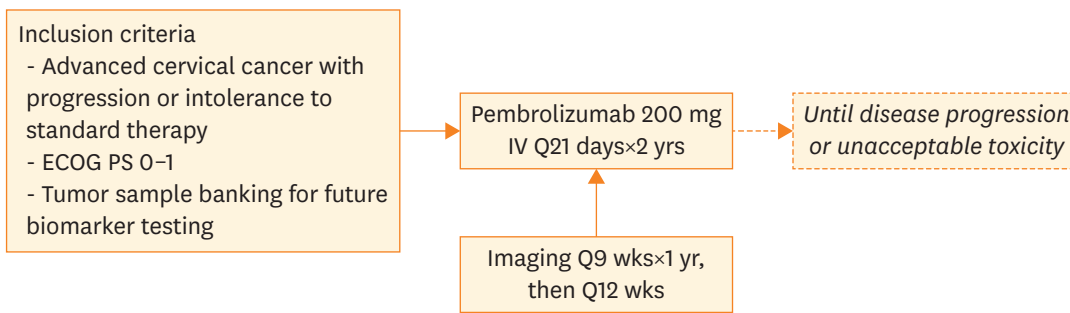 Inclusion criteria
- Advanced cervical cancer with
progression or intolerance to
standard therapy
- ECOG PS 0–1
- Tumor sample banking for future
biomarker testing
Pembrolizumab 200 mg
IV Q21 days×2 yrs
Until disease progression
or unacceptable toxicity
Imaging Q9 wks×1 yr,
then Q12 wks